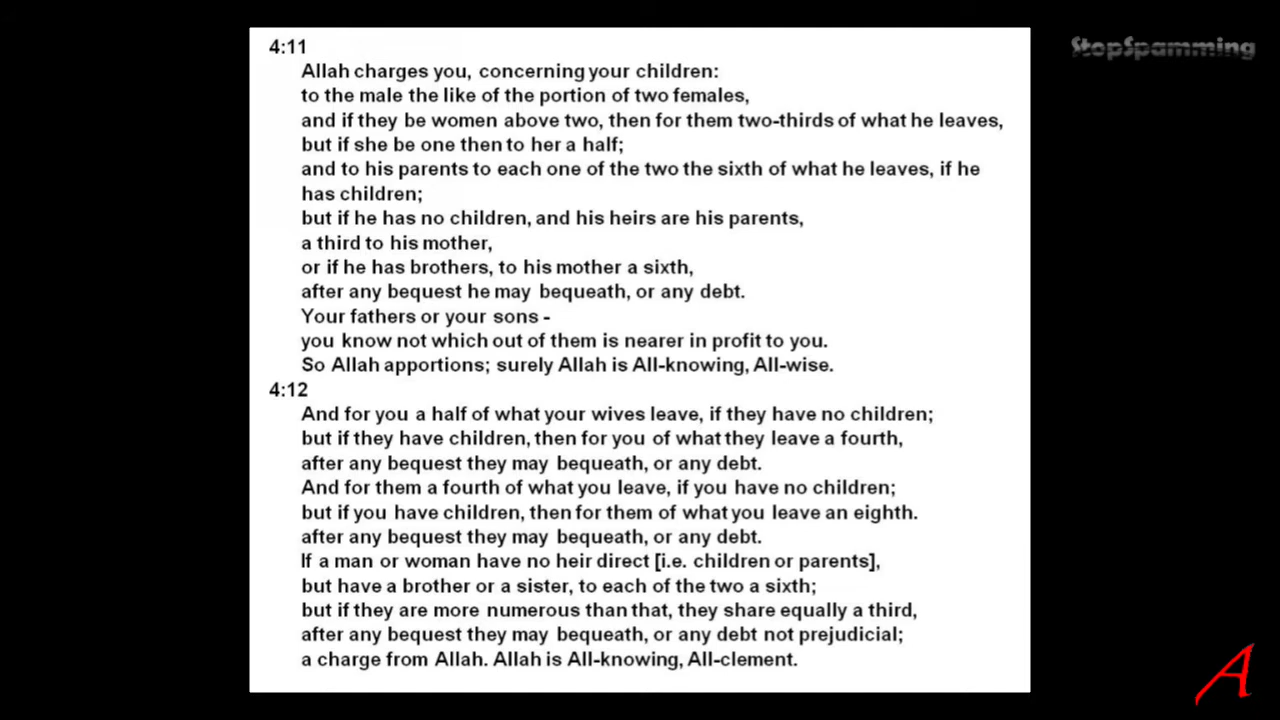 StopSpamming
4:11
Allah charges you, concerning your children:
to the male the like of the portion of two females,
and if they be women above two, then for them two-thirds of what he leaves,
but if she be one then to her a half;
and to his parents to each one of the two the sixth of what he leaves, if he
has children;
but if he has no children, and his heirs are his parents,
a third to his mother,
or if he has brothers, to his mother a sixth,
after any bequest he may bequeath, or any debt.
Your fathers or your sons -
you know not which out of them is nearer in profit to you.
So Allah apportions; surely Allah is All-knowing, All-wise.
4:12
And for you a half of what your wives leave, if they have no children;
but if they have children, then for you of what they leave a fourth,
after any bequest they may bequeath, or any debt.
And for them a fourth of what you leave, if you have no children;
but if you have children, then for them of what you leave an eighth.
after any bequest they may bequeath, or any debt.
If a man or woman have no heir direct [i.e. children or parents],
but have a brother or a sister, to each of the two a sixth;
but if they are more numerous than that, they share equally a third,
after any bequest they may bequeath, or any debt not prejudicial;
a charge from Allah. Allah is All-knowing, All-clement.
A